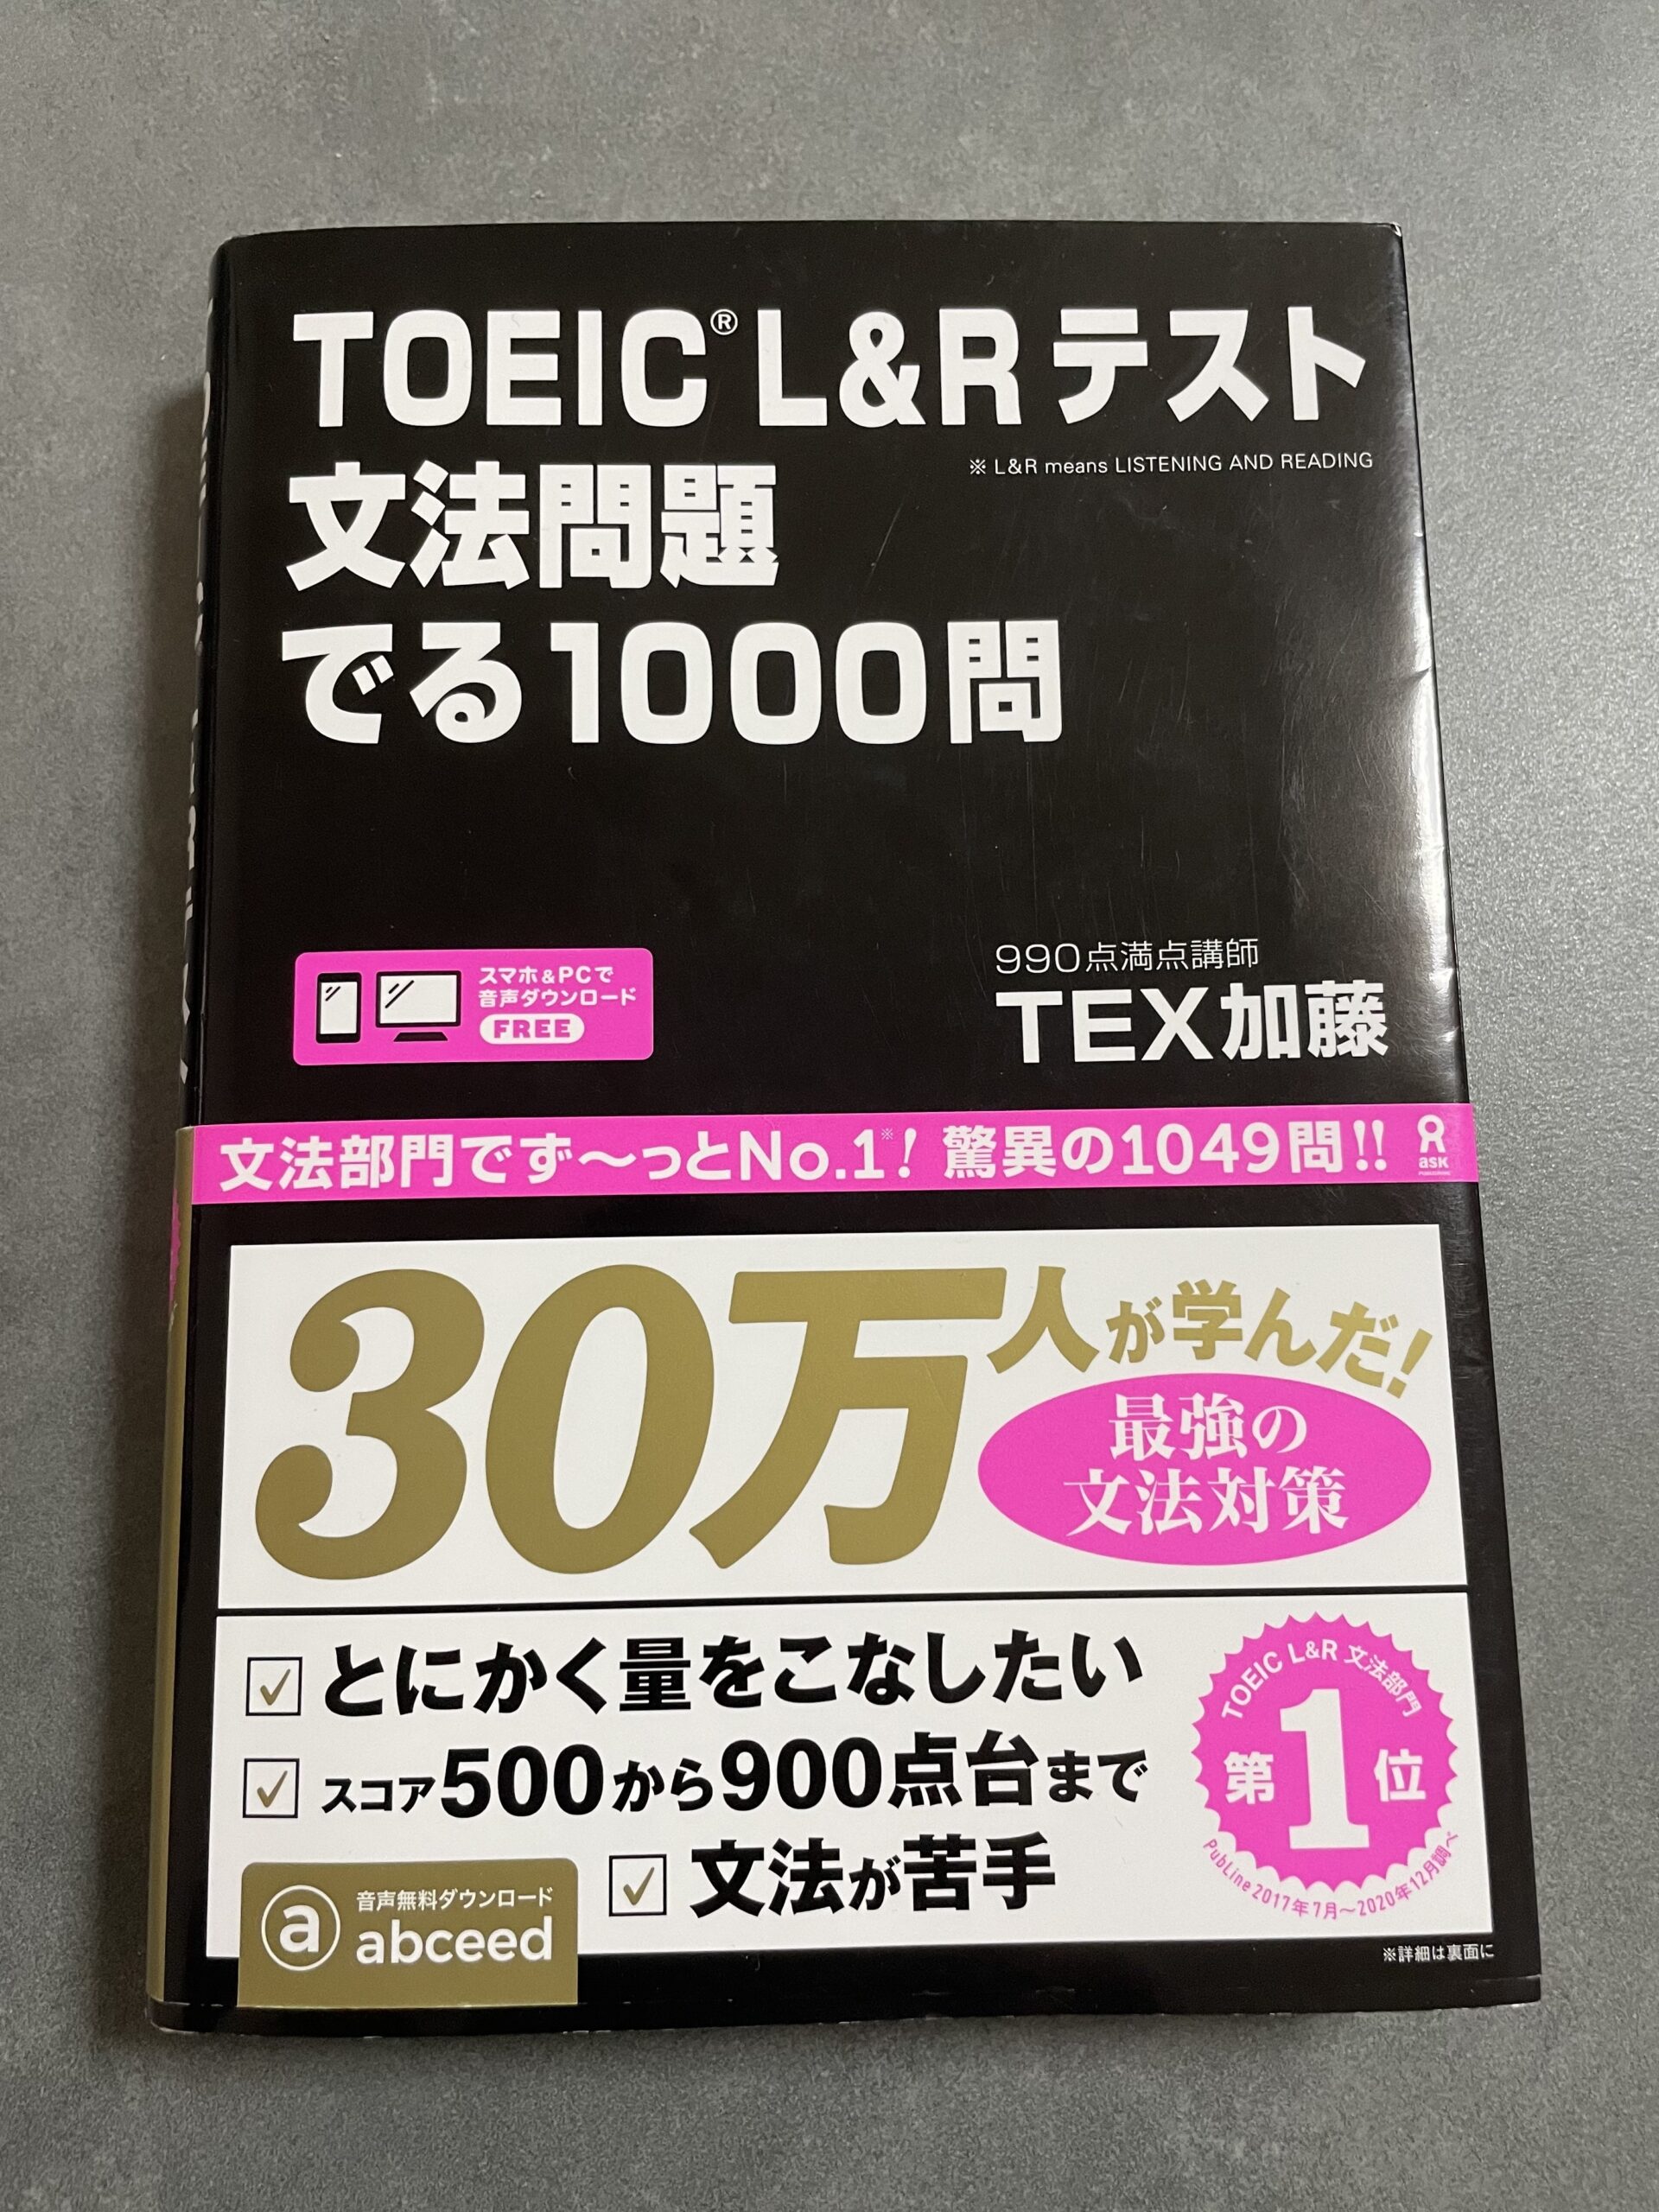 TOEIC® L&Rテスト
※ L&R means LISTENING AND READING
文法問題
でる1000問
スマホ&PCで
音声ダウンロード
FREE
990点満点講師
TEX加藤
文法部門でず〜っとNo.1※! 驚異の1049問!!
ask
30万人が学んだ!
最強の
文法対策
とにかく量をこなしたい
スコア500から900点台まで
文法が苦手
TOEIC L&R 文法部門
第1位
PubLine 2017年7月〜2020年12月調べ
音声無料ダウンロード
a abceed
※詳細は裏面に